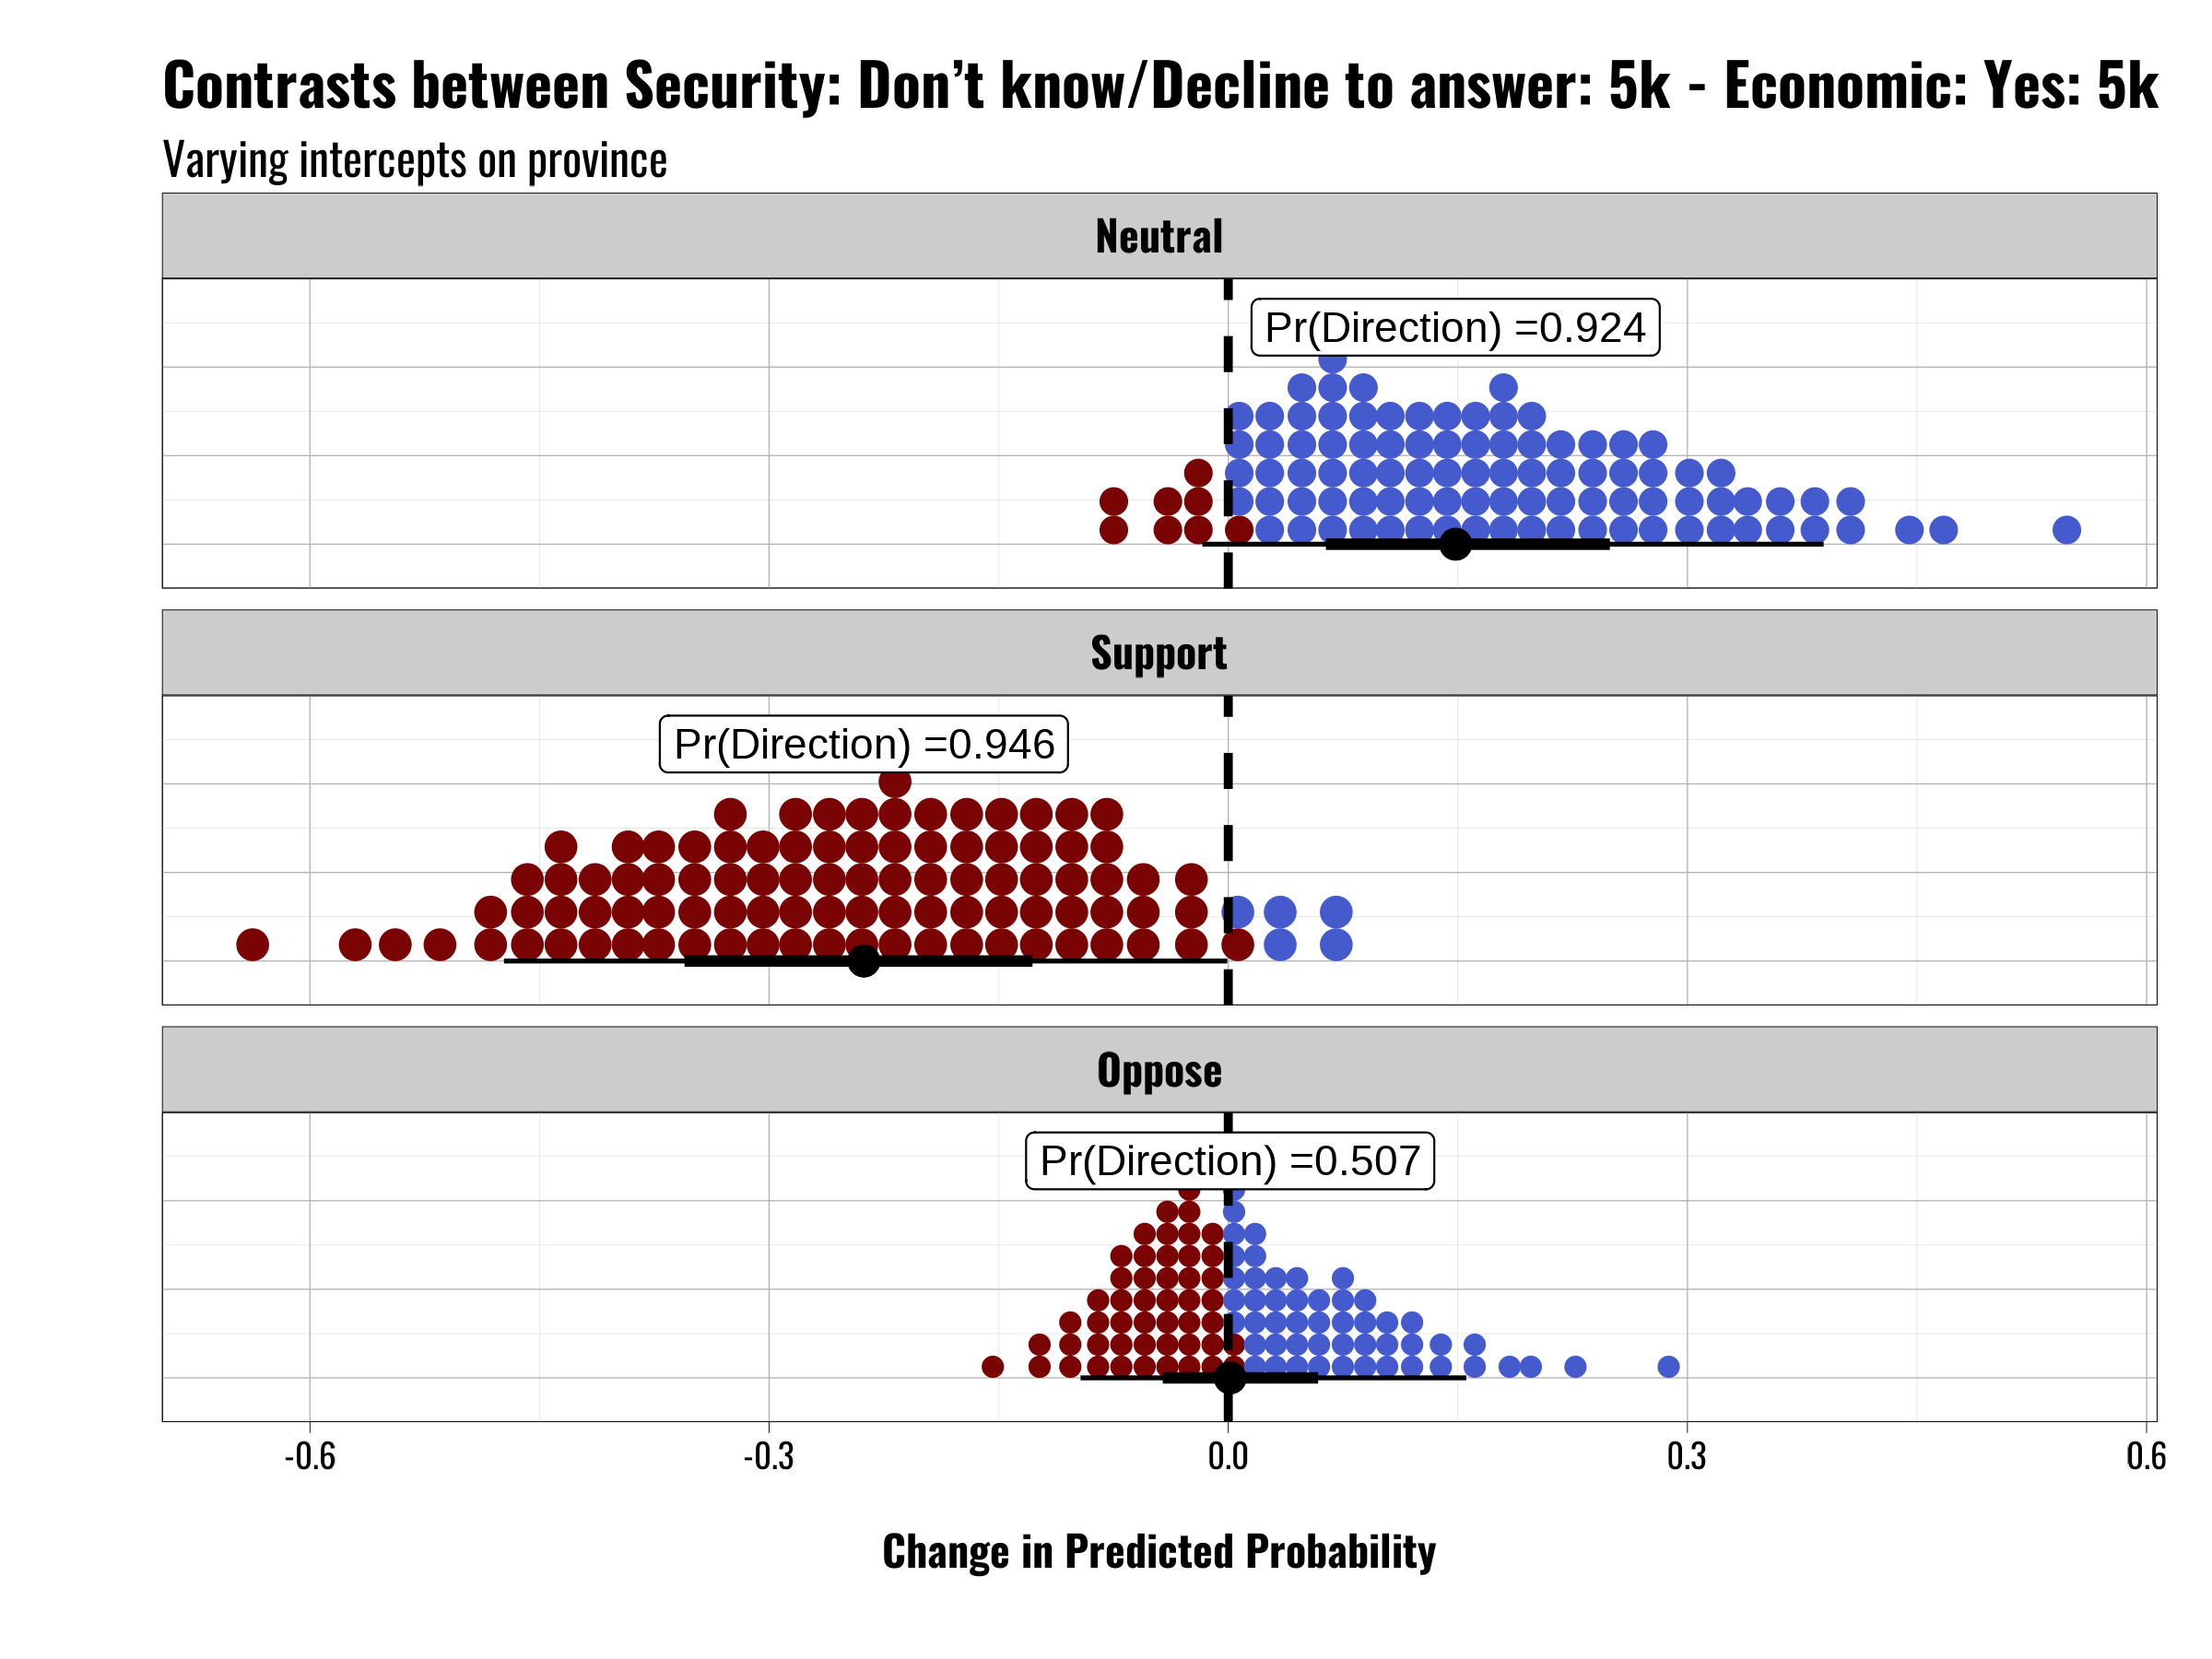 Contrasts between Security: Don’t know/Decline to answer: 5k - Economic: Yes: 5k
Varying intercepts on province
Neutral
Pr(Direction) =0.924
Support
Pr(Direction) =0.946
Oppose
Pr(Direction) =0.507
-0.6 -0.3 0.0 0.3 0.6
Change in Predicted Probability